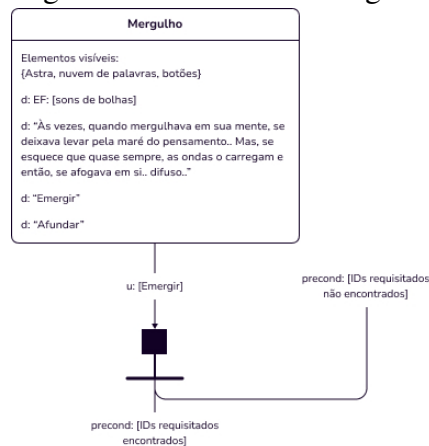 Mergulho
Elementos visíveis:
{Astra, nuvem de palavras, botões}
d: EF: [sons de bolhas]
d: “Às vezes, quando mergulhava em sua mente, se
deixava levar pela maré do pensamento.. Mas, se
esquece que quase sempre, as ondas o carregam e
então, se afogava em si.. difuso..”
d: “Emergir”
d: “Afundar”
u: [Emergir]
precond: [IDs requisitados
não encontrados]
precond: [IDs requisitados
encontrados]